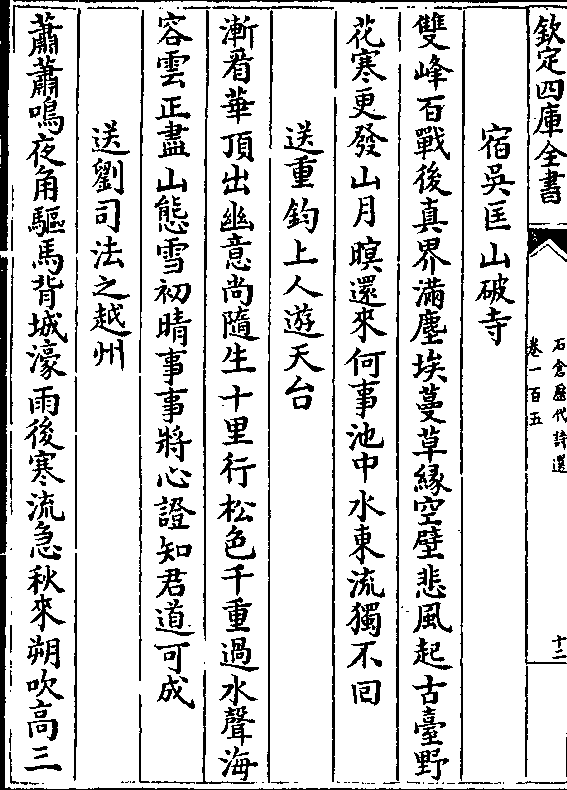 欽定四庫全書
石倉歷代詩選
卷一百五
十二
宿吳匡山破寺
雙峰百戰後真界滿塵埃蔓草緣空壁悲風起古臺野
花寒更發山月暝還來何事池中水東流獨不回
送重鈞上人遊天台
漸看華頂出幽意尚隨生十里行松色千重過水聲海
容雲正盡山態雪初晴事事將心證知君道可成
送劉司法之越州
蕭蕭鳴夜角驅馬背城濠雨後寒流急秋來朔吹高三